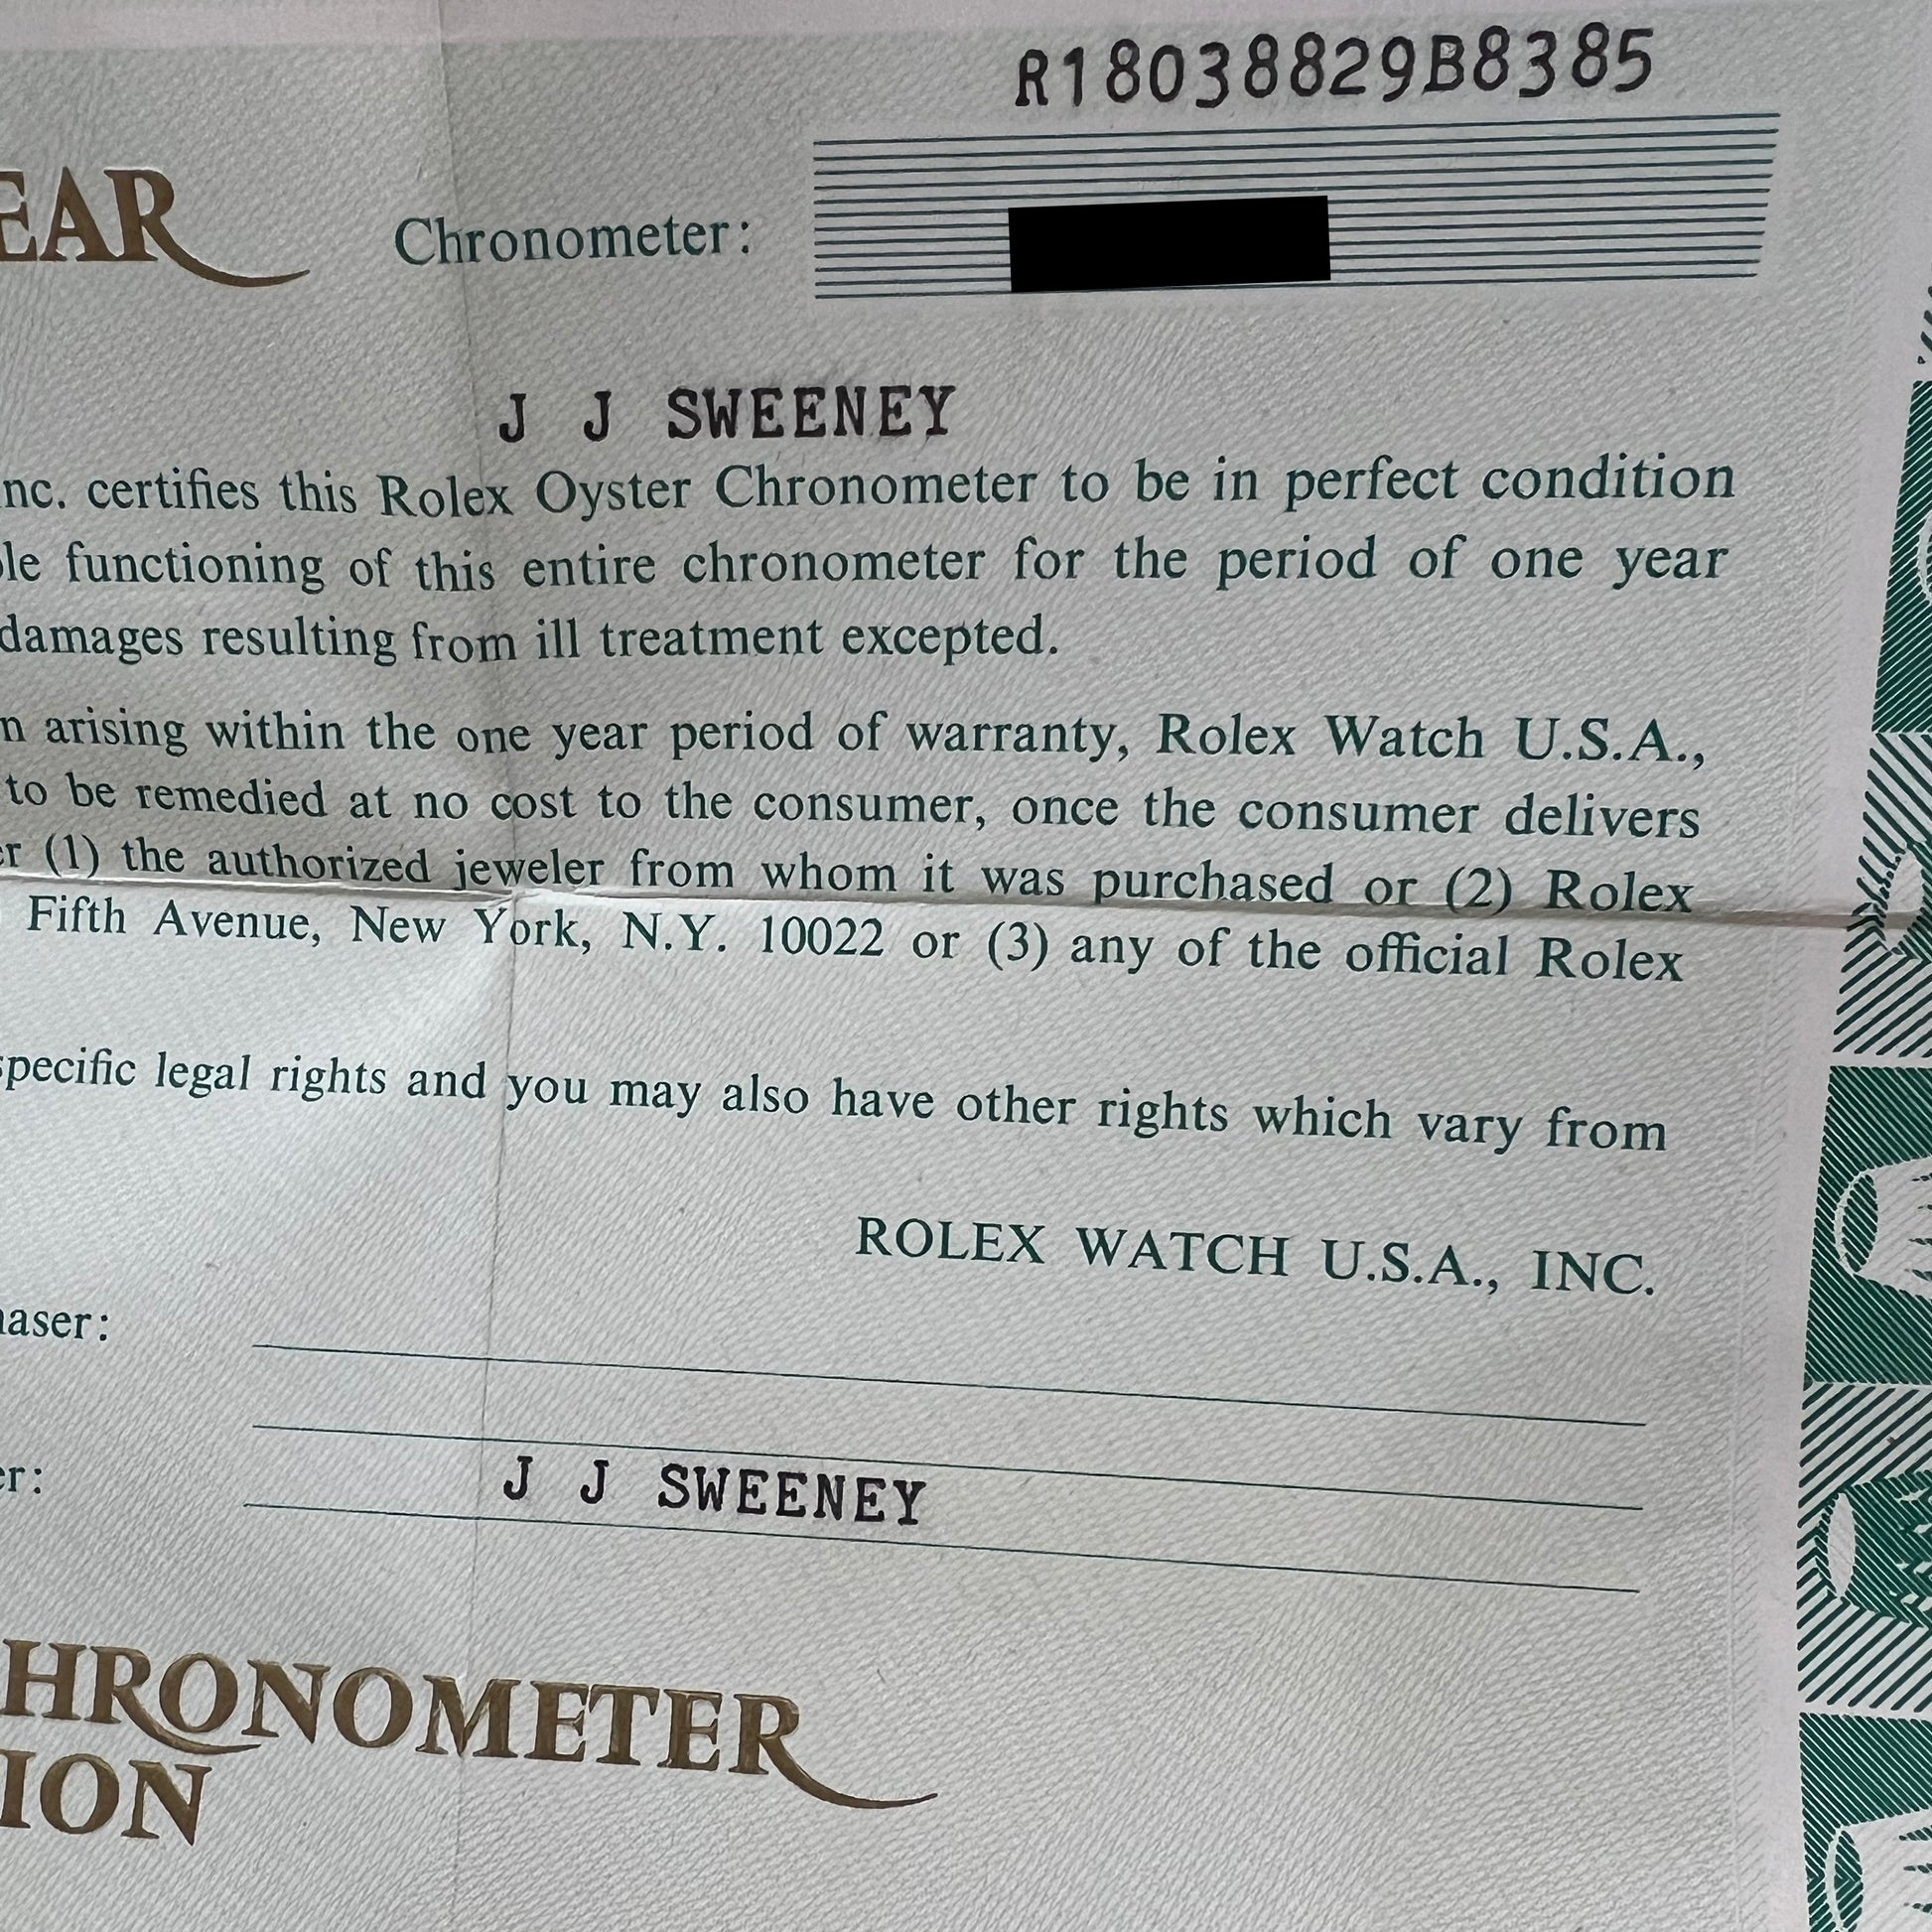 R18038829B8385
EAR
Chronometer:
J J SWEENEY
nc. certifies this Rolex Oyster Chronometer to be in perfect condition
le functioning of this entire chronometer for the period of one year
damages resulting from ill treatment excepted.
n arising within the one year period of warranty, Rolex Watch U.S.A.,
to be remedied at no cost to the consumer, once the consumer delivers
er (1) the authorized jeweler from whom it was purchased or (2) Rolex
Fifth Avenue, New York, N.Y. 10022 or (3) any of the official Rolex
specific legal rights and you may also have other rights which vary from
ROLEX WATCH U.S.A., INC.
haser:
er: J J SWEENEY
HRONOMETER
ION